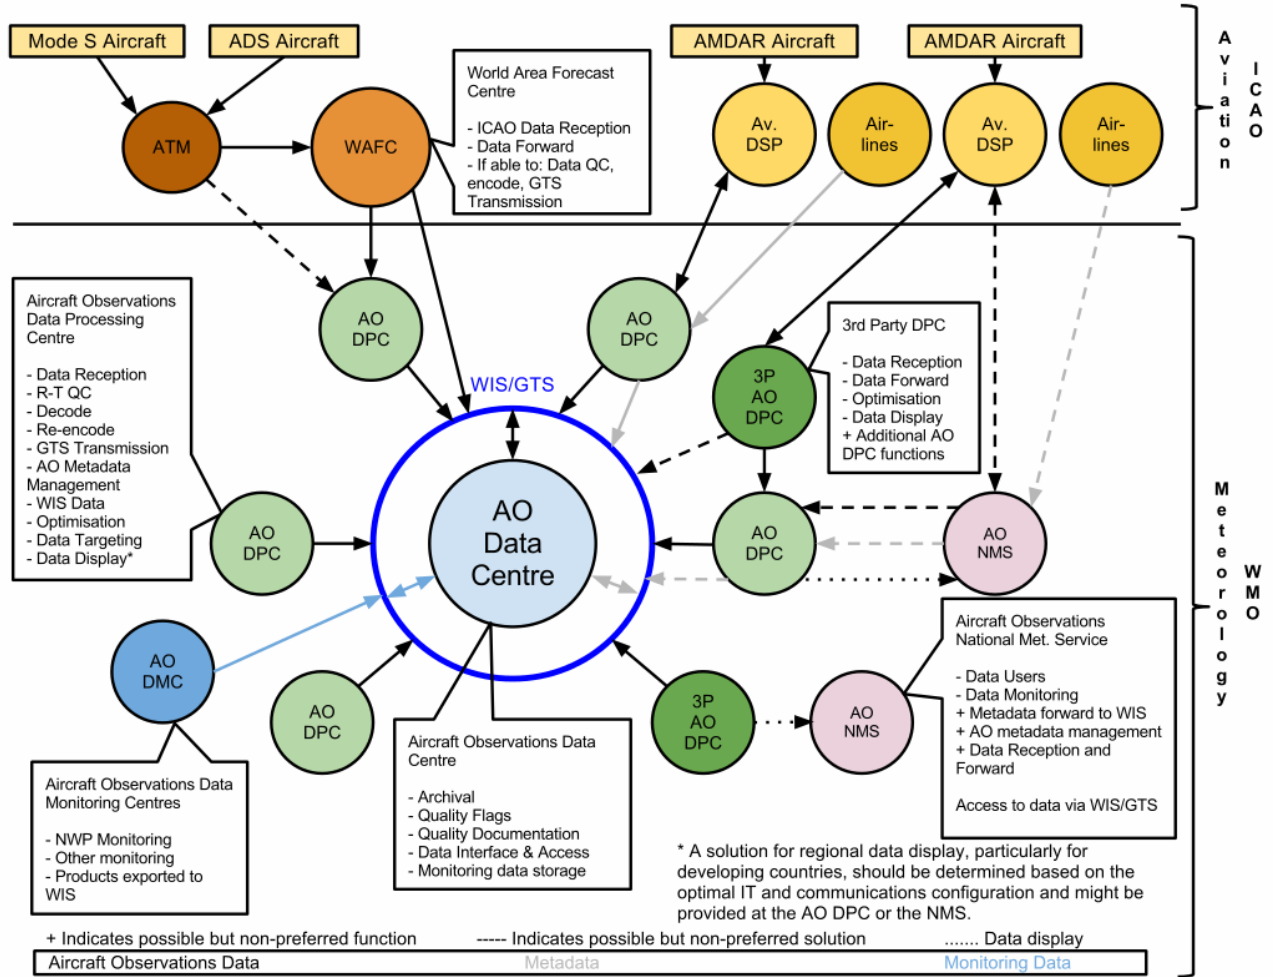 Mode S Aircraft
ADS Aircraft
AMDAR Aircraft
AMDAR Aircraft
Aviation
ICAO
ATM
WAFC
World Area Forecast
Centre
- ICAO Data Reception
- Data Forward
- If able to: Data QC,
encode, GTS
Transmission
Av.
DSP
Air-
lines
Av.
DSP
Air-
lines
Aircraft Observations
Data Processing
Centre
- Data Reception
- R-T QC
- Decode
- Re-encode
- GTS Transmission
- AO Metadata
Management
- WIS Data
- Optimisation
- Data Targeting
- Data Display*
AO
DPC
AO
DPC
3P
AO
DPC
3rd Party DPC
- Data Reception
- Data Forward
- Optimisation
- Data Display
+ Additional AO
DPC functions
WIS/GTS
AO
Data
Centre
AO
DPC
AO
DPC
AO
NMS
Meteorology
WMO
AO
DMC
AO
DPC
3P
AO
DPC
AO
NMS
Aircraft Observations
National Met. Service
- Data Users
- Data Monitoring
+ Metadata forward to WIS
+ AO metadata management
+ Data Reception and
Forward
Access to data via WIS/GTS
Aircraft Observations Data
Monitoring Centres
- NWP Monitoring
- Other monitoring
- Products exported to
WIS
Aircraft Observations Data
Centre
- Archival
- Quality Flags
- Quality Documentation
- Data Interface & Access
- Monitoring data storage
* A solution for regional data display, particularly for
developing countries, should be determined based on the
optimal IT and communications configuration and might be
provided at the AO DPC or the NMS.
+ Indicates possible but non-preferred function
----- Indicates possible but non-preferred solution
....... Data display
Aircraft Observations Data
Metadata
Monitoring Data